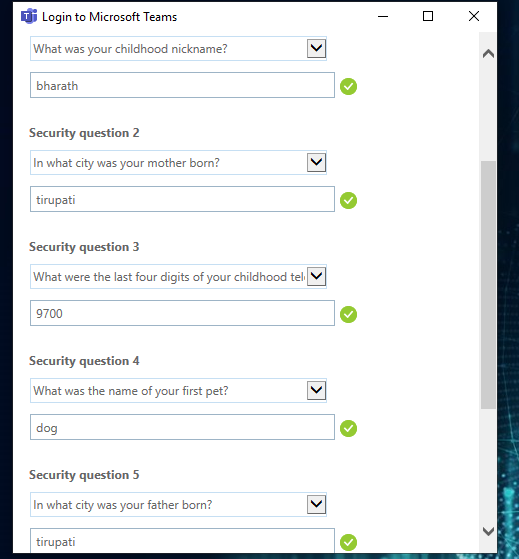 Login to Microsoft Teams
What was your childhood nickname?
bharath
Security question 2
In what city was your mother born?
tirupati
Security question 3
What were the last four digits of your childhood tel
9700
Security question 4
What was the name of your first pet?
dog
Security question 5
In what city was your father born?
tirupati